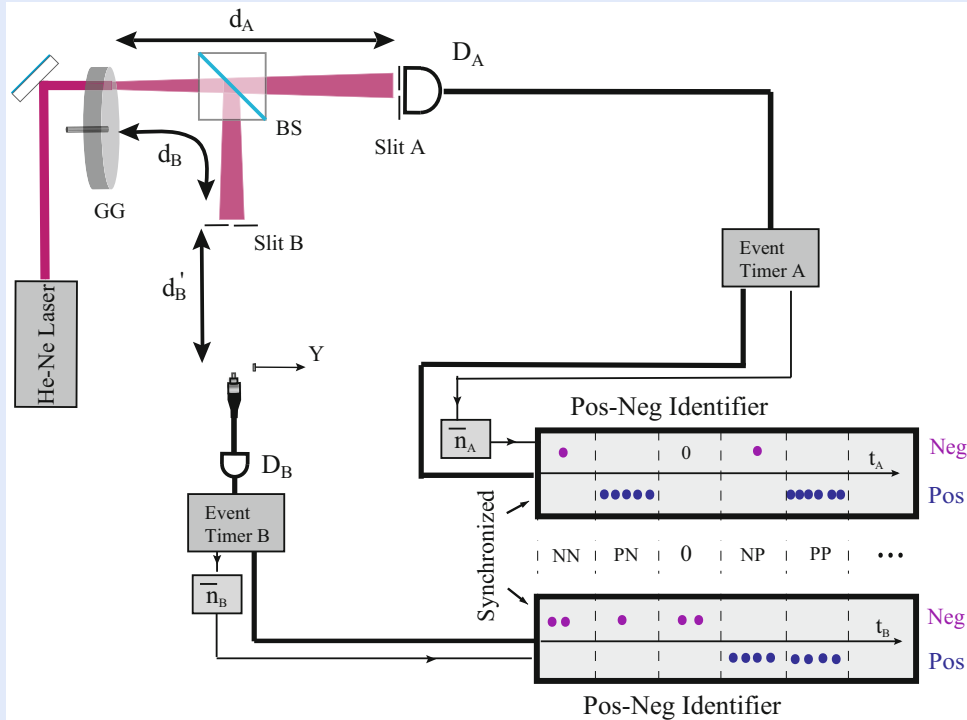 d_A
D_A
BS
Slit A
d_B
GG
Slit B
Event
Timer A
d_B'
He-Ne Laser
Y
Pos-Neg Identifier
n̅_A
Neg
0
t_A
D_B
Pos
Event
Timer B
Synchronized
NN PN 0 NP PP ...
n̅_B
Neg
t_B
Pos
Pos-Neg Identifier